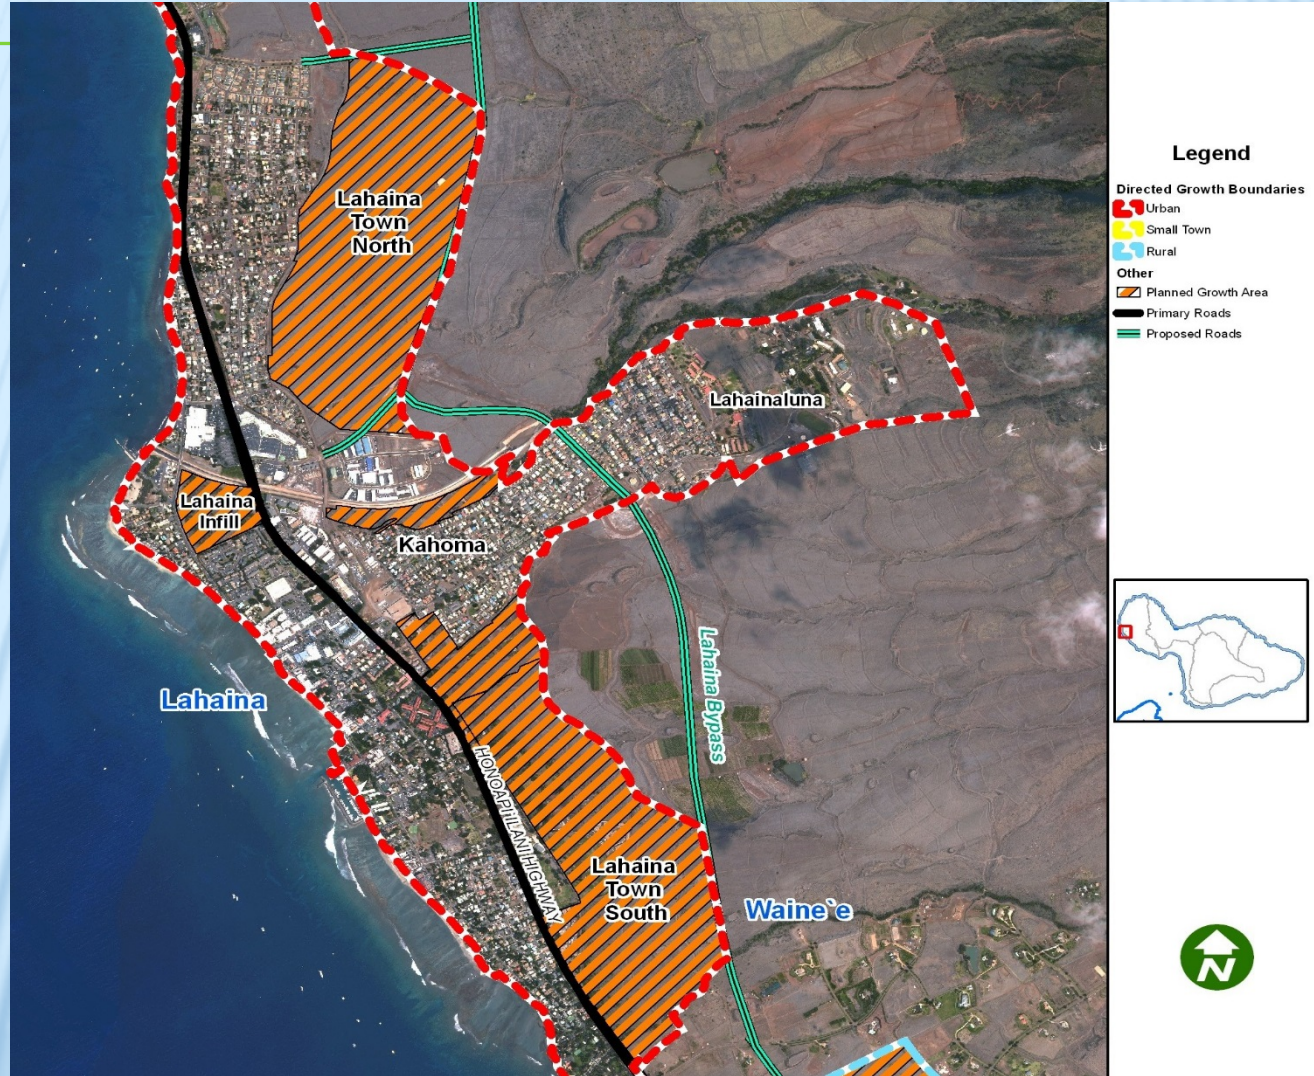 Lahaina
Town
North
Lahainaluna
Lahaina
Infill
Kahoma
Lahaina
Lahaina Bypass
HONOAPIILANI HIGHWAY
Lahaina
Town
South
Waine`e
Legend
Directed Growth Boundaries
Urban
Small Town
Rural
Other
Planned Growth Area
Primary Roads
Proposed Roads
N